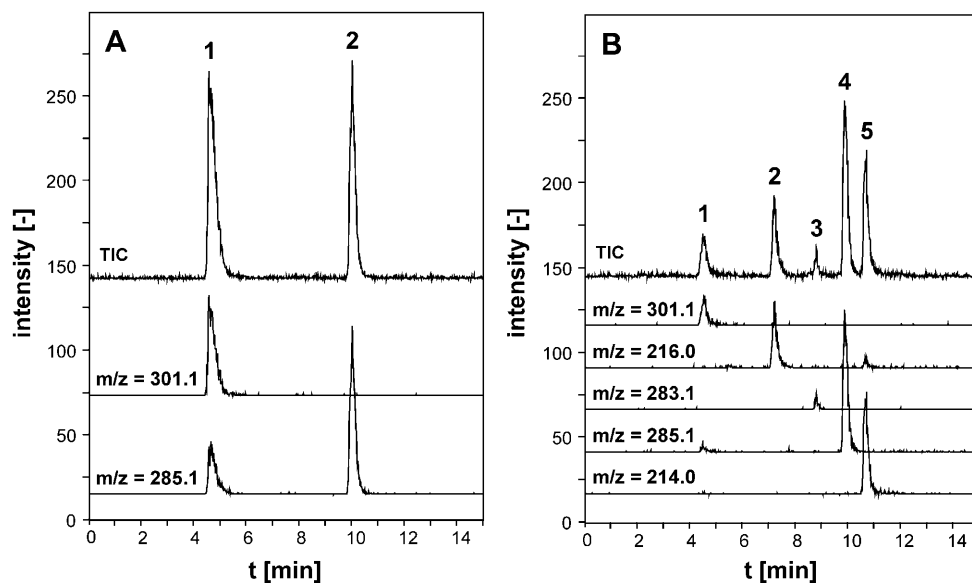 A
1
2
250
200
150
100
50
0
intensity [-]
TIC
m/z = 301.1
m/z = 285.1
0 2 4 6 8 10 12 14
t [min]
B
1
2
3
4
5
250
200
150
100
50
0
intensity [-]
TIC
m/z = 301.1
m/z = 216.0
m/z = 283.1
m/z = 285.1
m/z = 214.0
0 2 4 6 8 10 12 14
t [min]